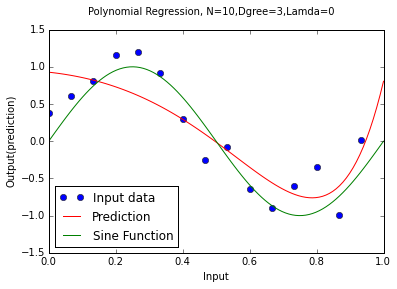 Polynomial Regression, N=10,Dgree=3,Lamda=0
Output(prediction)
1.5
1.0
0.5
0.0
-0.5
-1.0
-1.5
Input data
Prediction
Sine Function
0.0 0.2 0.4 0.6 0.8 1.0
Input